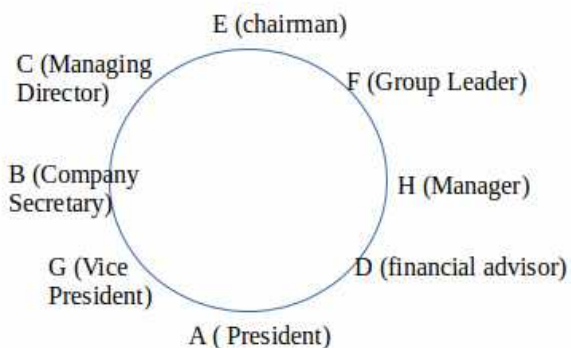 E (chairman)
C (Managing
Director)
F (Group Leader)
B (Company
Secretary)
H (Manager)
G (Vice
President)
D (financial advisor)
A ( President)